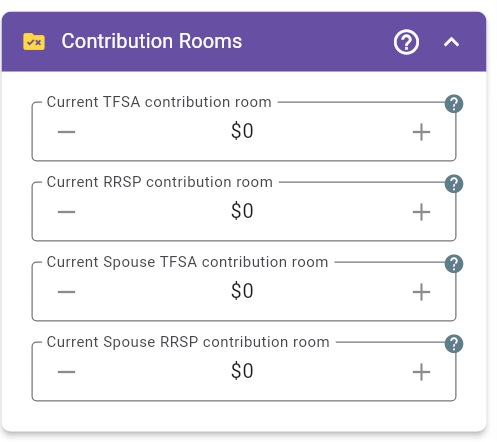 Contribution Rooms ?
Current TFSA contribution room ?
$0
Current RRSP contribution room ?
$0
Current Spouse TFSA contribution room ?
$0
Current Spouse RRSP contribution room ?
$0